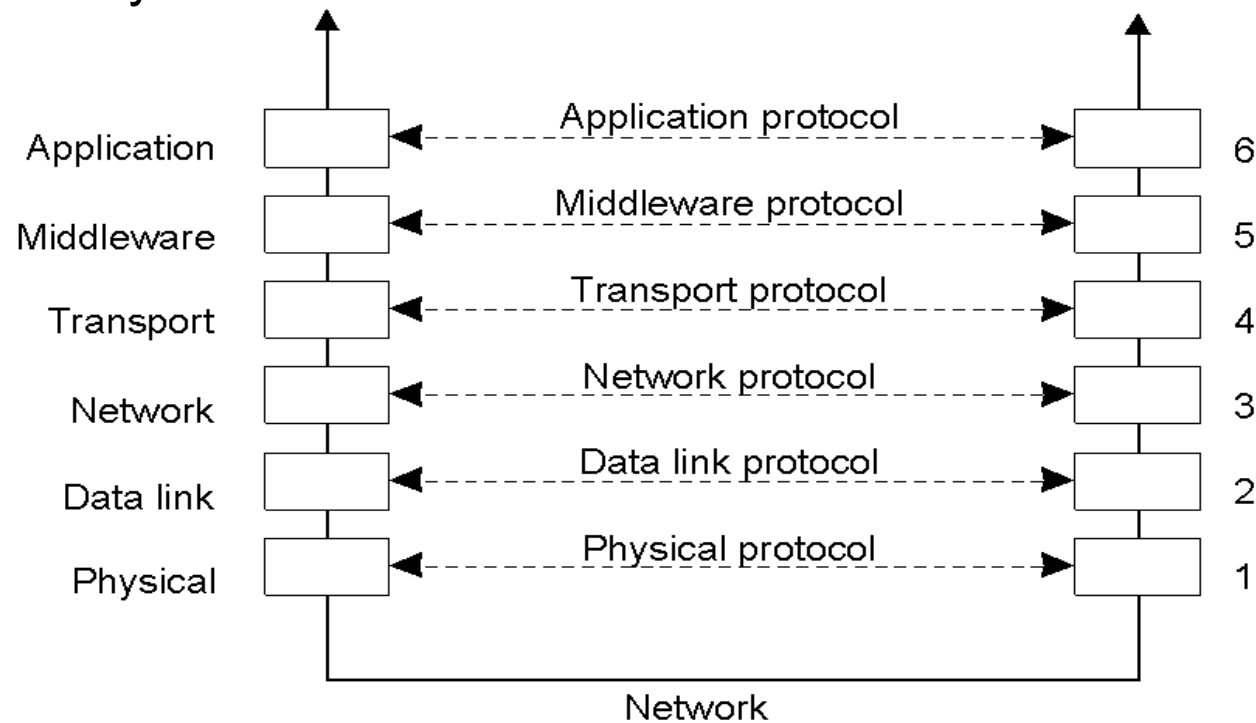 Application protocol
Application 6
Middleware protocol
Middleware 5
Transport protocol
Transport 4
Network protocol
Network 3
Data link protocol
Data link 2
Physical protocol
Physical 1
Network